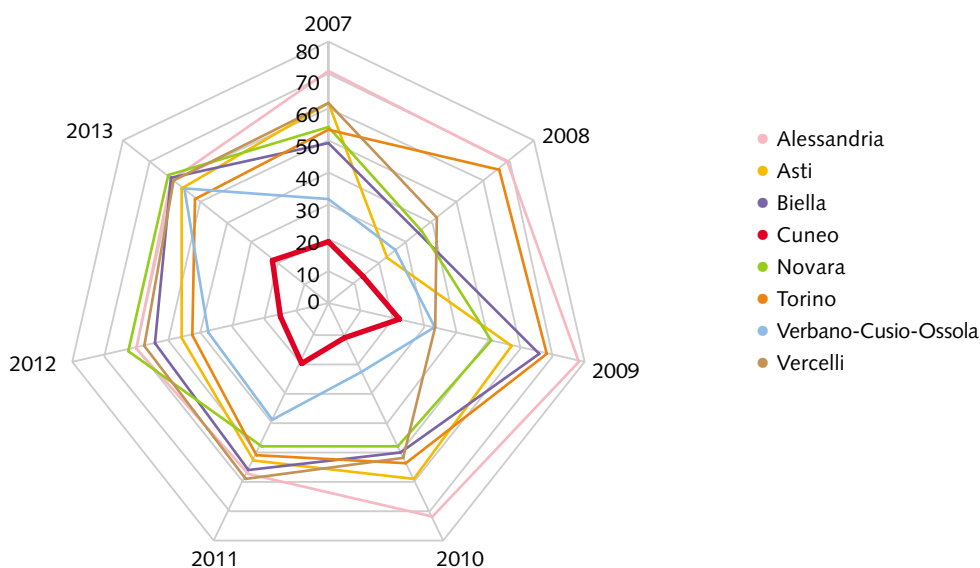 2007
80
70
60
50
40
30
20
10
0
2008
2009
2010
2011
2012
2013
Alessandria
Asti
Biella
Cuneo
Novara
Torino
Verbano-Cusio-Ossola
Vercelli